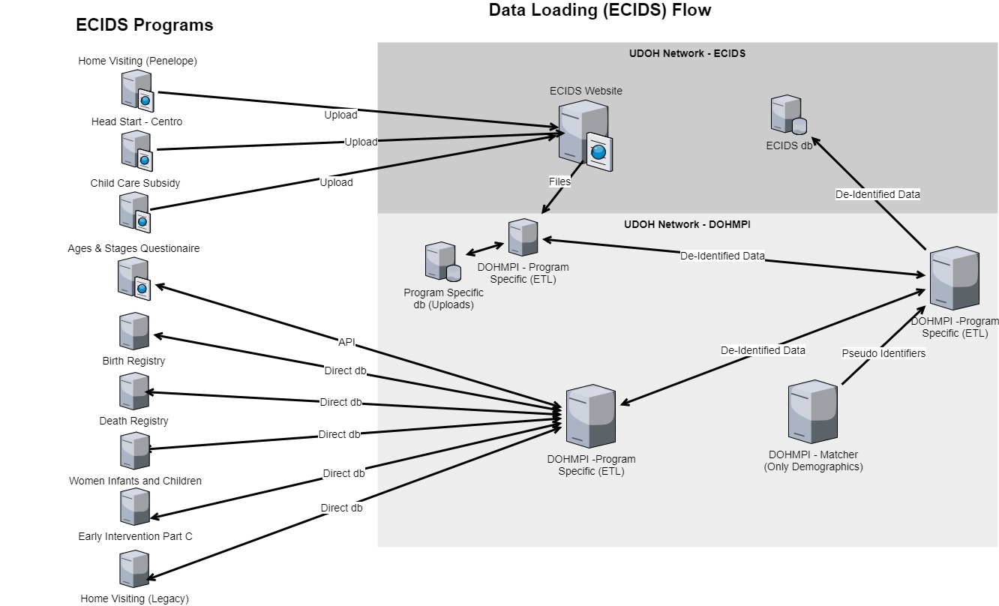 Data Loading (ECIDS) Flow
ECIDS Programs
Home Visiting (Penelope)
Head Start - Centro
Child Care Subsidy
Ages & Stages Questionaire
Birth Registry
Death Registry
Women Infants and Children
Early Intervention Part C
Home Visiting (Legacy)
Upload
Upload
Upload
API
Direct db
Direct db
Direct db
Direct db
Direct db
UDOH Network - ECIDS
ECIDS Website
ECIDS db
Files
De-Identified Data
UDOH Network - DOHMPI
DOHMPI - Program
Specific (ETL)
Program Specific
db (Uploads)
De-Identified Data
DOHMPI -Program
Specific (ETL)
De-Identified Data
Pseudo Identifiers
DOHMPI -Program
Specific (ETL)
DOHMPI - Matcher
(Only Demographics)